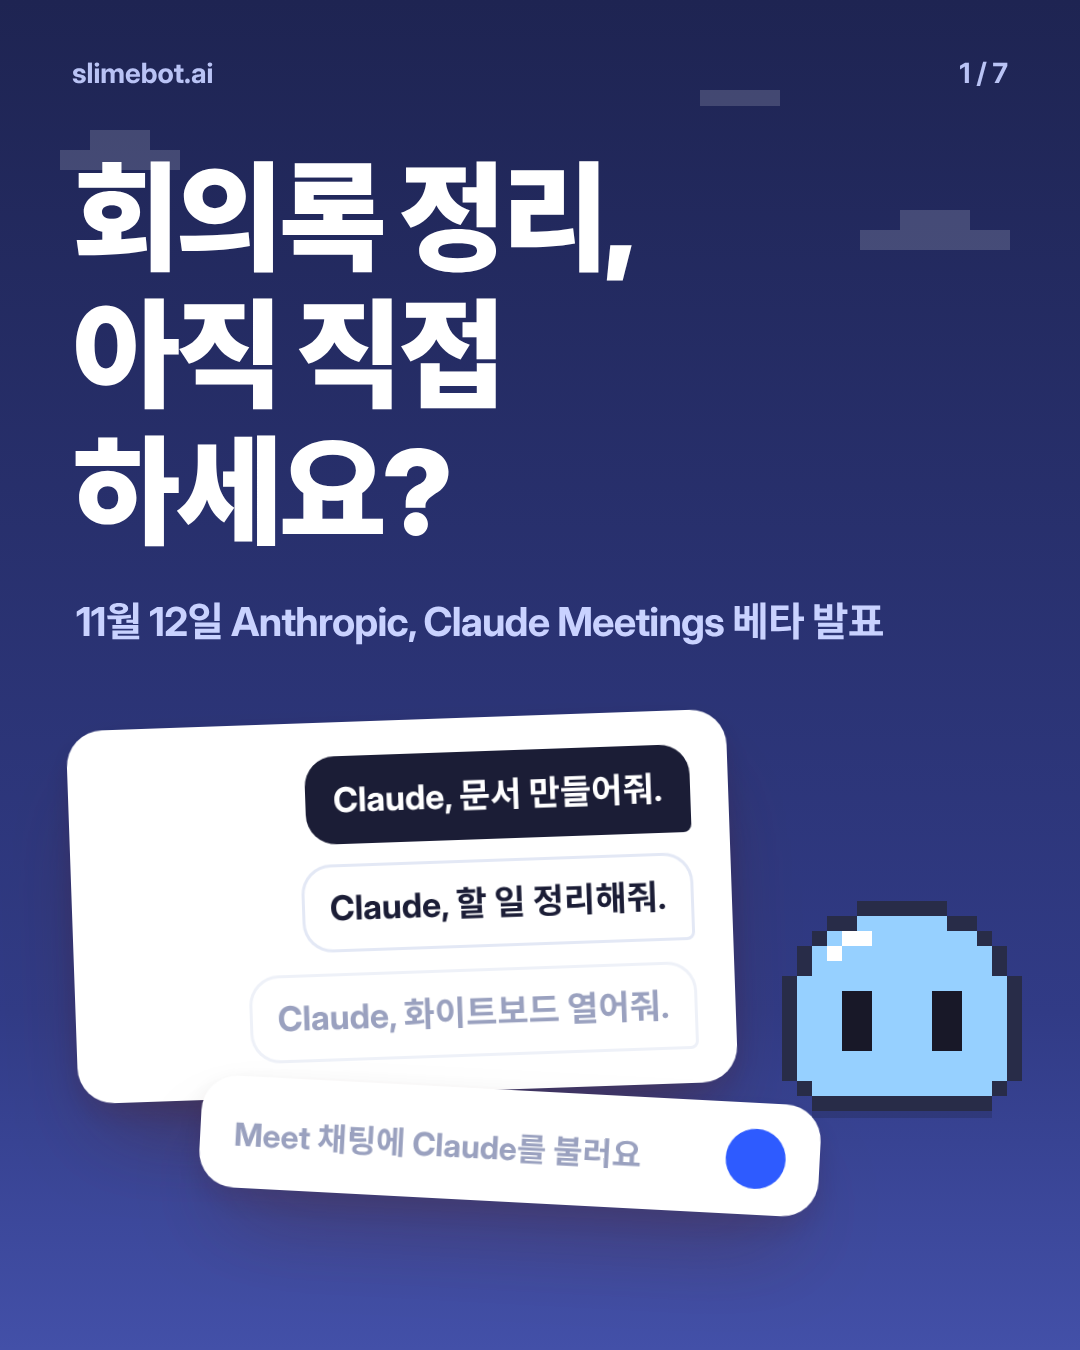 slimebot.ai
1 / 7
회의록 정리,
아직 직접
하세요?
11월 12일 Anthropic, Claude Meetings 베타 발표
Claude, 문서 만들어줘.
Claude, 할 일 정리해줘.
Claude, 화이트보드 열어줘.
Meet 채팅에 Claude를 불러요